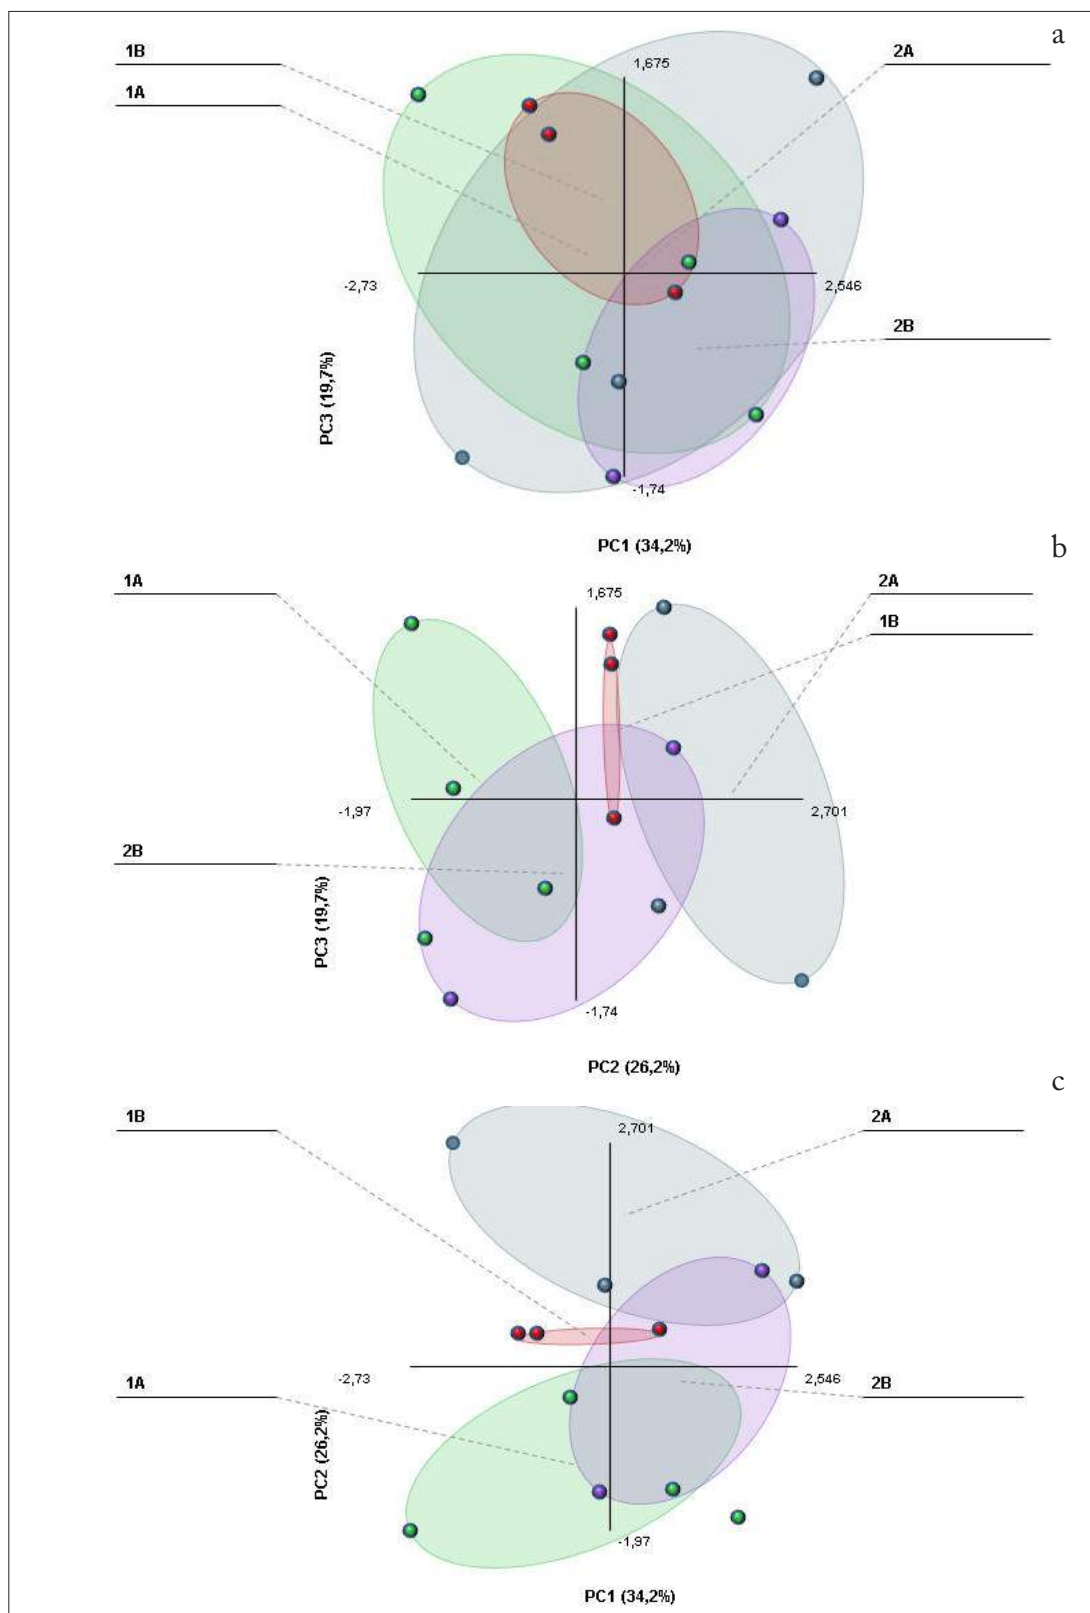 a
1B
1,675
2A
1A
-2,73
2,546
2B
PC3 (19,7%)
-1,74
PC1 (34,2%)
b
1A
1,675
2A
1B
-1,97
2,701
2B
PC3 (19,7%)
-1,74
PC2 (26,2%)
c
1B
2,701
2A
-2,73
2,546
1A
2B
PC2 (26,2%)
-1,97
PC1 (34,2%)